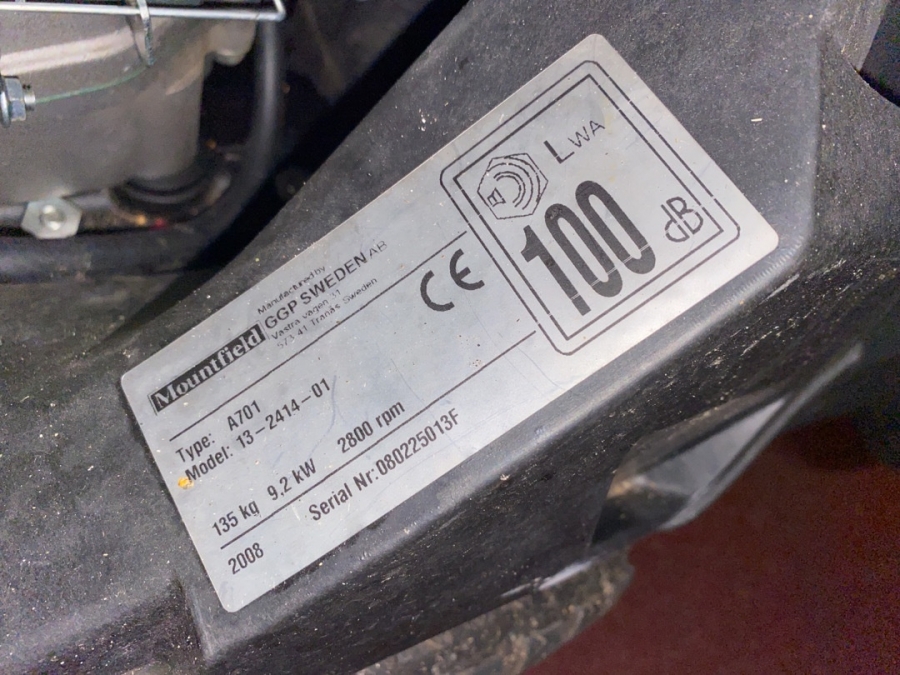 Mountfield
Manufactured by
GGP SWEDEN AB
Västra vägen 31
573 41 Tranås Sweden
CE
LWA
100
dB
Type: A701
Model: 13-2414-01
135 kg 9,2 kW 2800 rpm
2008 Serial Nr:080225013F